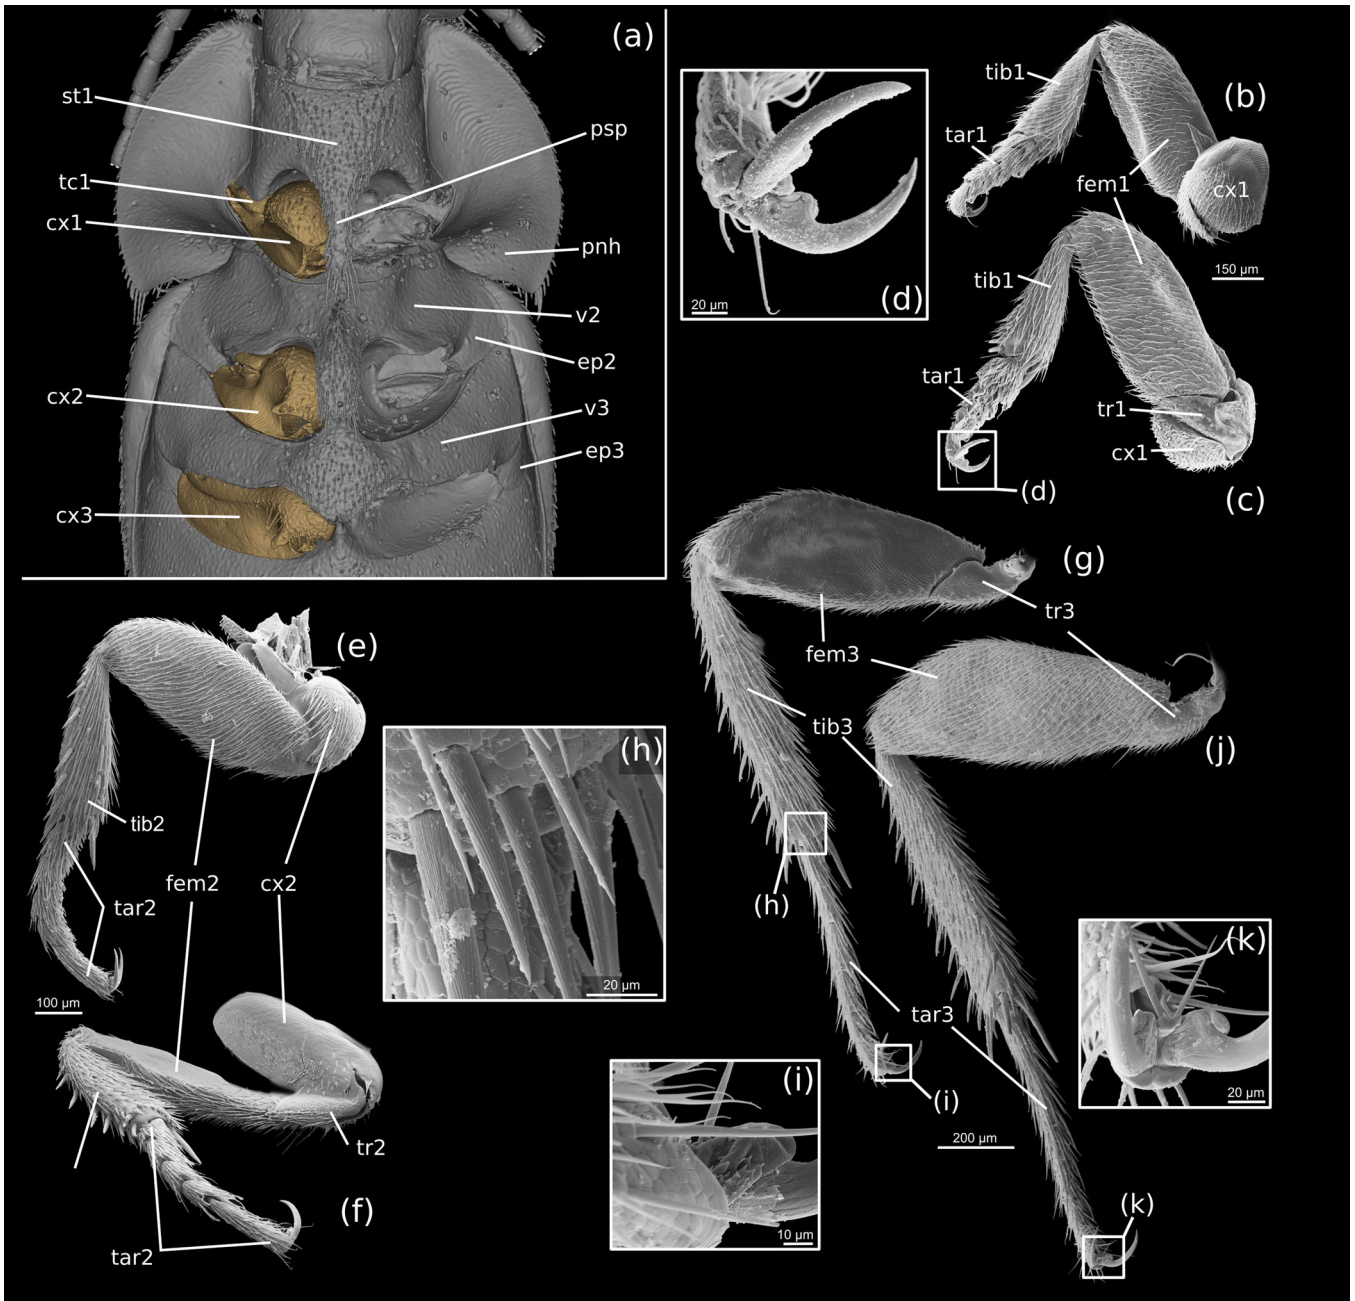 (a)
st1
psp
tc1
cx1
pnh
v2
ep2
cx2
v3
ep3
cx3
(b)
tib1
tar1
fem1
cx1
150 µm
(d)
20 µm
tib1
tar1
tr1
cx1
(d)
(c)
(e)
tib2
fem2
cx2
tar2
100 µm
(f)
tr2
tar2
(g)
tr3
fem3
tib3
(j)
(h)
20 µm
(h)
tar3
(i)
200 µm
(k)
20 µm
(i)
10 µm
(k)